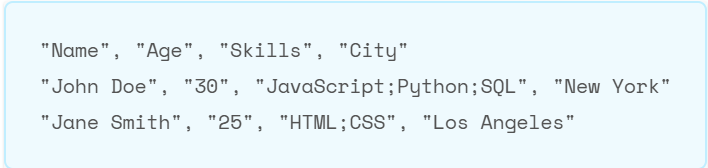 "Name", "Age", "Skills", "City"
"John Doe", "30", "JavaScript;Python;SQL", "New York"
"Jane Smith", "25", "HTML;CSS", "Los Angeles"